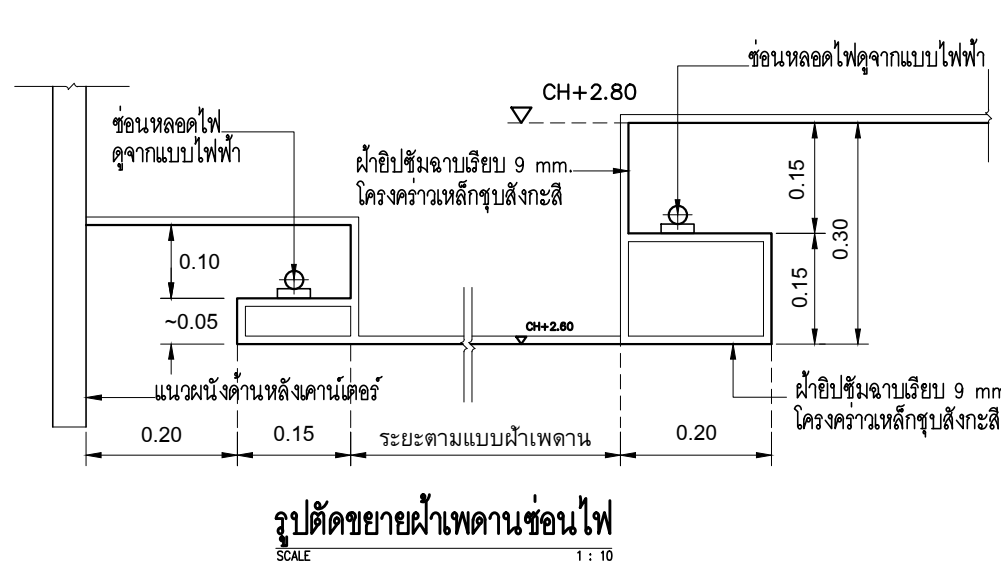 ซ่อนหลอดไฟดูจากแบบไฟฟ้า
CH+2.80
ซ่อนหลอดไฟ
ดูจากแบบไฟฟ้า
ฝ้ายิปซัมฉาบเรียบ 9 mm.
โครงคร่าวเหล็กชุบสังกะสี
0.15
0.30
0.15
0.10
~0.05
CH+2.60
แนวผนังด้านหลังเคาน์เตอร์
ฝ้ายิปซัมฉาบเรียบ 9 mm
โครงคร่าวเหล็กชุบสังกะสี
0.20
0.15
ระยะตามแบบฝ้าเพดาน
0.20
รูปตัดขยายฝ้าเพดานซ่อนไฟ
SCALE 1 : 10